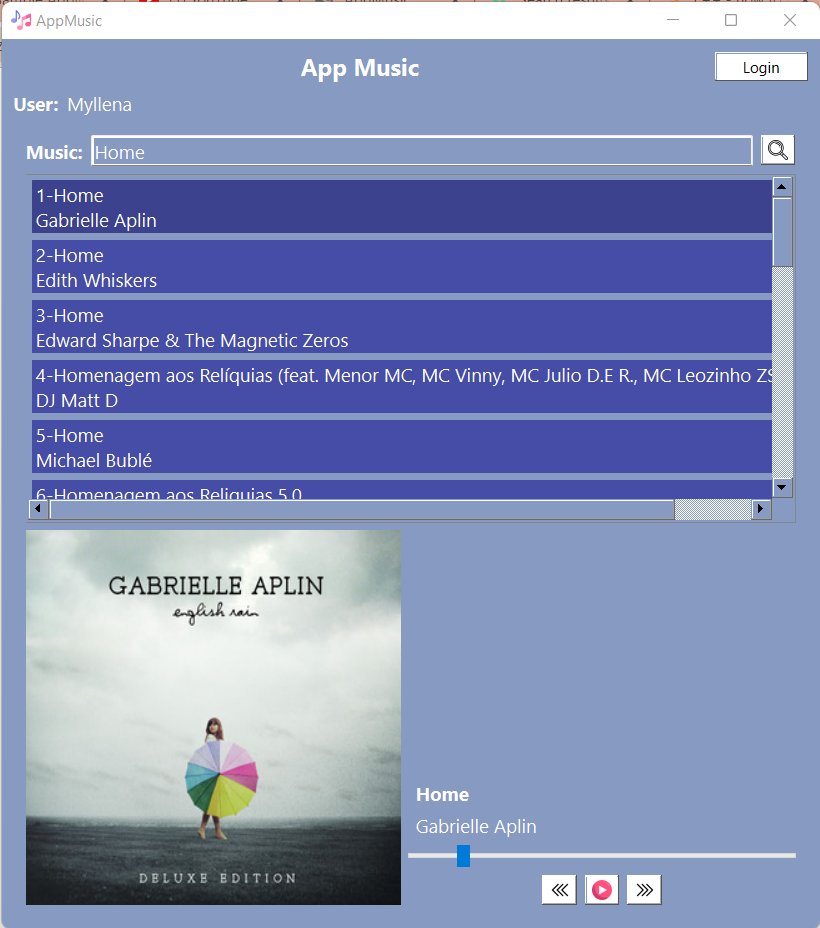 AppMusic
App Music
Login
User: Myllena
Music: Home
1-Home
Gabrielle Aplin
2-Home
Edith Whiskers
3-Home
Edward Sharpe & The Magnetic Zeros
4-Homenagem aos Relíquias (feat. Menor MC, MC Vinny, MC Julio D.E R., MC Leozinho ZS
DJ Matt D
5-Home
Michael Bublé
6-Homenagem aos Reliquias 5.0
GABRIELLE APLIN
english rain
DELUXE EDITION
Home
Gabrielle Aplin